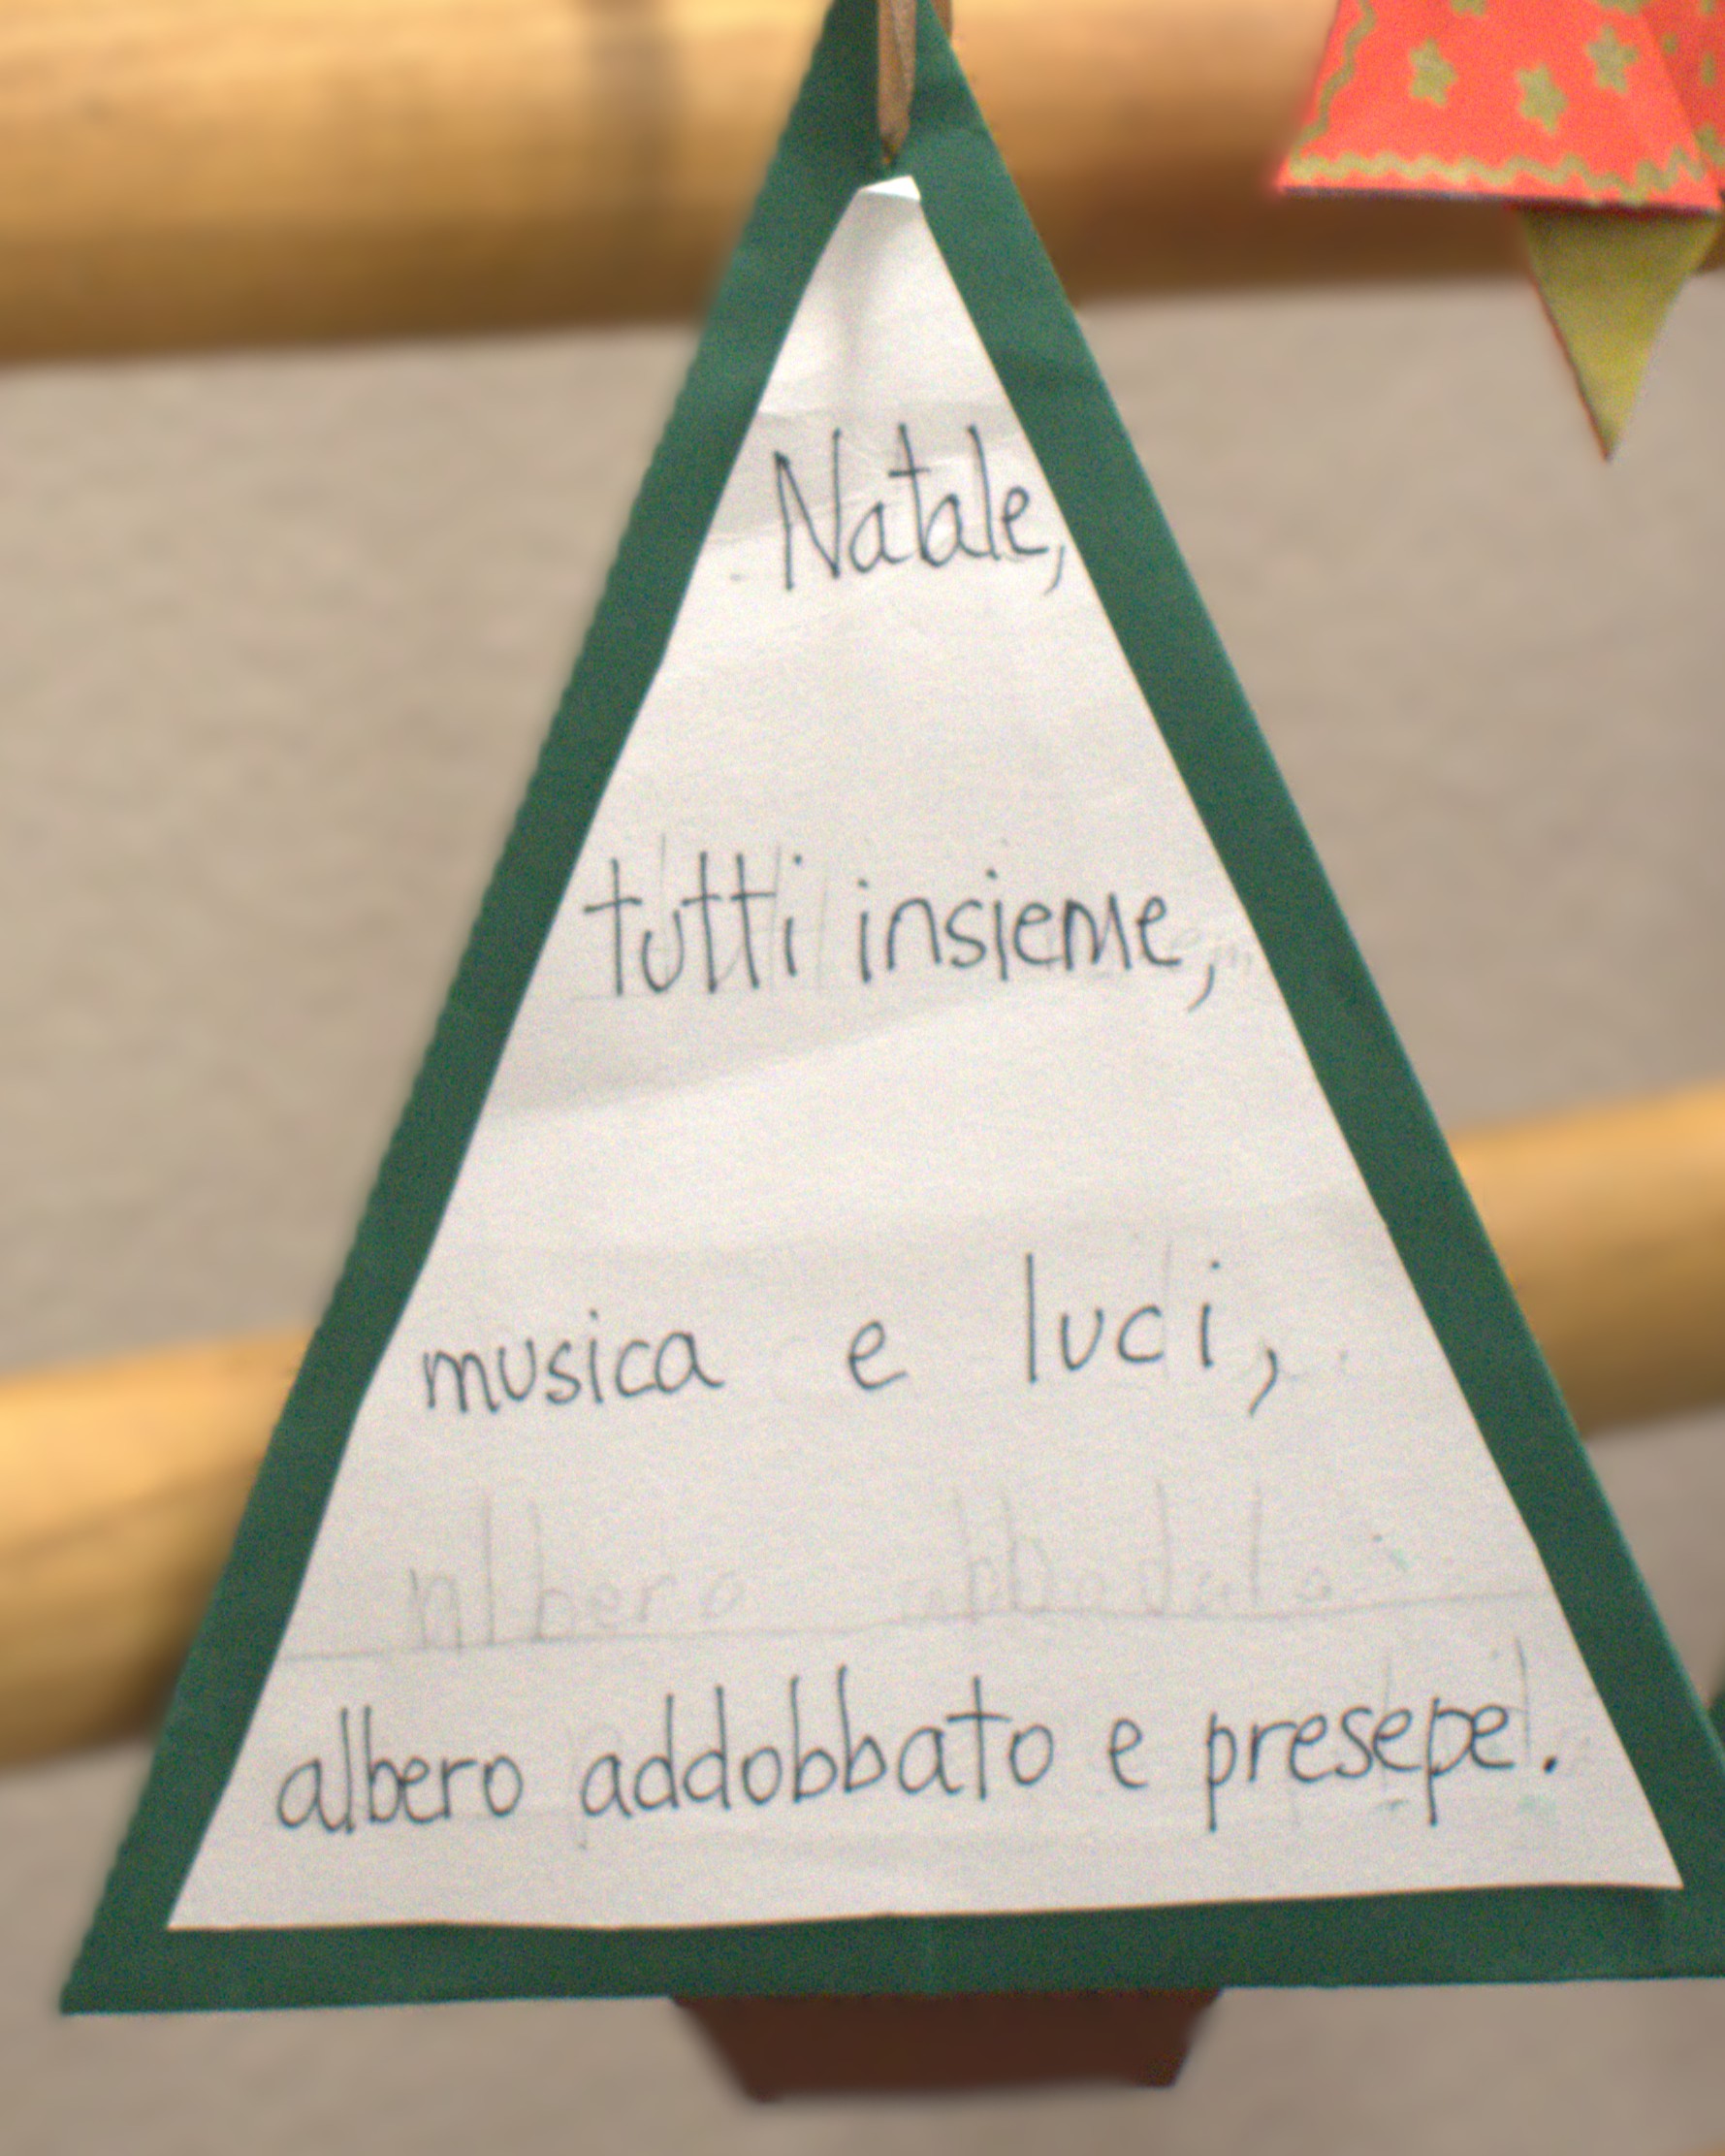 Natale,
tutti insieme,
musica e luci,
albero addobbato e presepe.